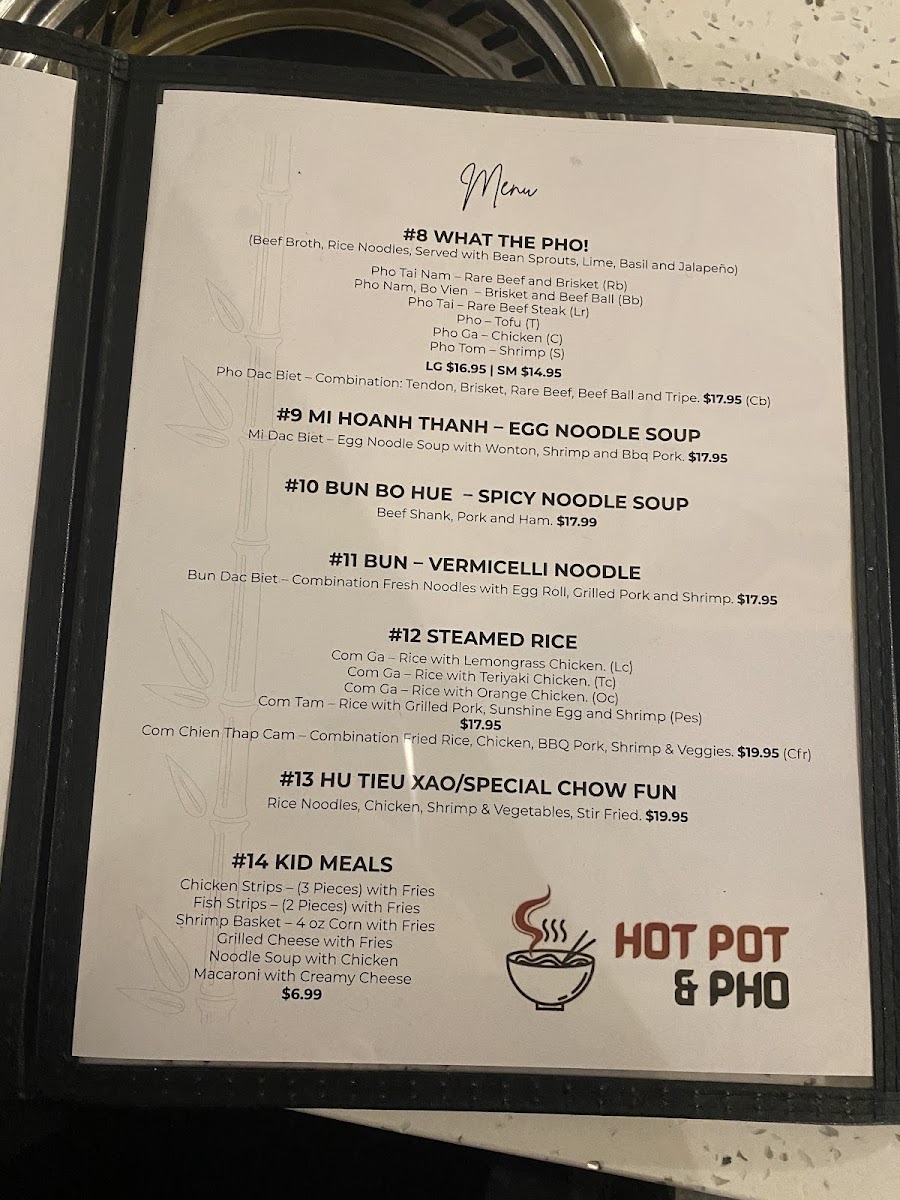 Menu
#8 WHAT THE PHO!
(Beef Broth, Rice Noodles, Served with Bean Sprouts, Lime, Basil and Jalapeño)
Pho Tai Nam – Rare Beef and Brisket (Rb)
Pho Nam, Bo Vien – Brisket and Beef Ball (Bb)
Pho Tai – Rare Beef Steak (Lr)
Pho – Tofu (T)
Pho Ga – Chicken (C)
Pho Tom – Shrimp (S)
LG $16.95 | SM $14.95
Pho Dac Biet – Combination: Tendon, Brisket, Rare Beef, Beef Ball and Tripe. $17.95 (Cb)
#9 MI HOANH THANH – EGG NOODLE SOUP
Mi Dac Biet – Egg Noodle Soup with Wonton, Shrimp and Bbq Pork. $17.95
#10 BUN BO HUE – SPICY NOODLE SOUP
Beef Shank, Pork and Ham. $17.99
#11 BUN – VERMICELLI NOODLE
Bun Dac Biet – Combination Fresh Noodles with Egg Roll, Grilled Pork and Shrimp. $17.95
#12 STEAMED RICE
Com Ga – Rice with Lemongrass Chicken. (Lc)
Com Ga – Rice with Teriyaki Chicken. (Tc)
Com Ga – Rice with Orange Chicken. (Oc)
Com Tam – Rice with Grilled Pork, Sunshine Egg and Shrimp (Pes)
$17.95
Com Chien Thap Cam – Combination Fried Rice, Chicken, BBQ Pork, Shrimp & Veggies. $19.95 (Cfr)
#13 HU TIEU XAO/SPECIAL CHOW FUN
Rice Noodles, Chicken, Shrimp & Vegetables, Stir Fried. $19.95
#14 KID MEALS
Chicken Strips – (3 Pieces) with Fries
Fish Strips – (2 Pieces) with Fries
Shrimp Basket – 4 oz Corn with Fries
Grilled Cheese with Fries
Noodle Soup with Chicken
Macaroni with Creamy Cheese
$6.99
HOT POT
& PHO